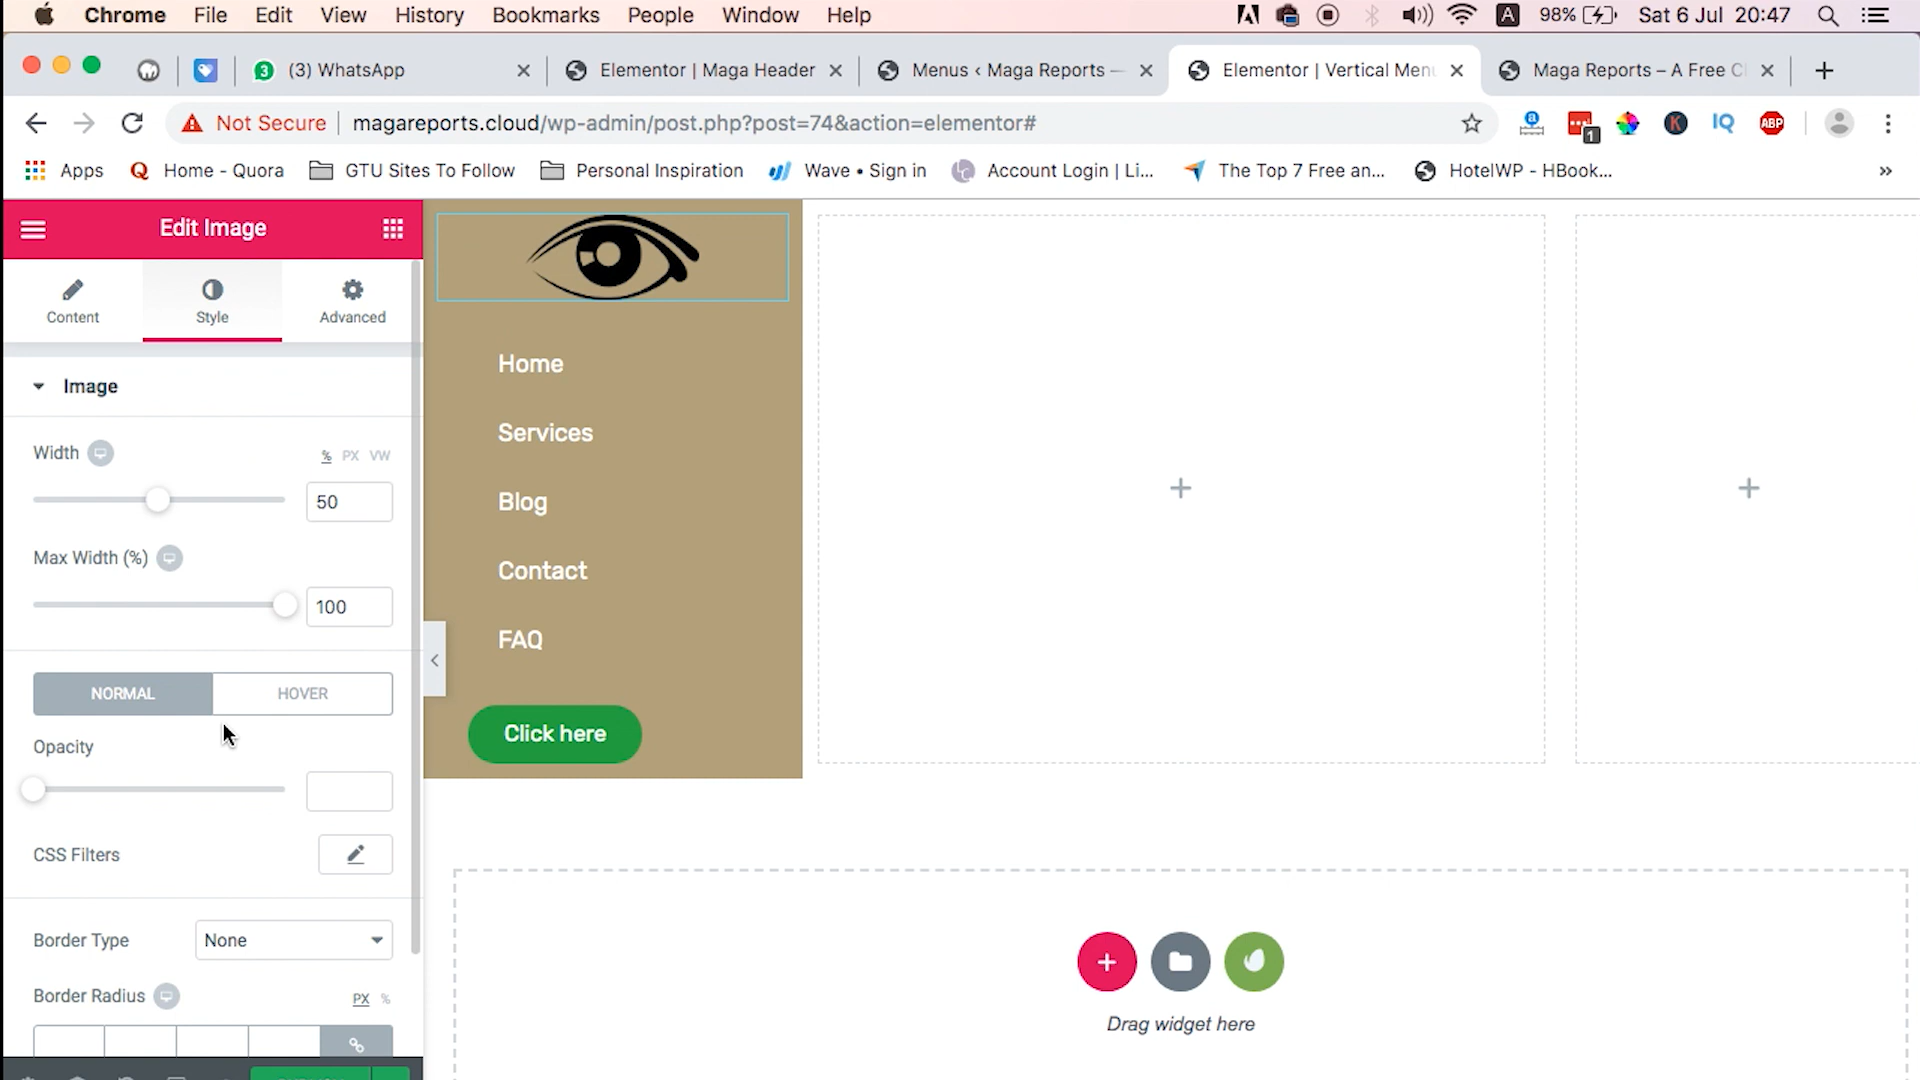 Chrome File Edit View History Bookmarks People Window Help A 98% Sat 6 Jul 20:47
3 (3) WhatsApp Elementor | Maga Header Menus ‹ Maga Reports — Elementor | Vertical Menu Maga Reports – A Free C
Not Secure magareports.cloud/wp-admin/post.php?post=74&action=elementor# a 1 K IQ ABP
Apps Q Home - Quora GTU Sites To Follow Personal Inspiration Wave • Sign in Account Login | Li... The Top 7 Free an... HotelWP - HBook... »
Edit Image
Content Style Advanced
Image
Width % PX VW
50
Max Width (%)
100
NORMAL HOVER
Opacity
CSS Filters
Border Type None
Border Radius PX %
Home
Services
Blog
Contact
FAQ
Click here
Drag widget here